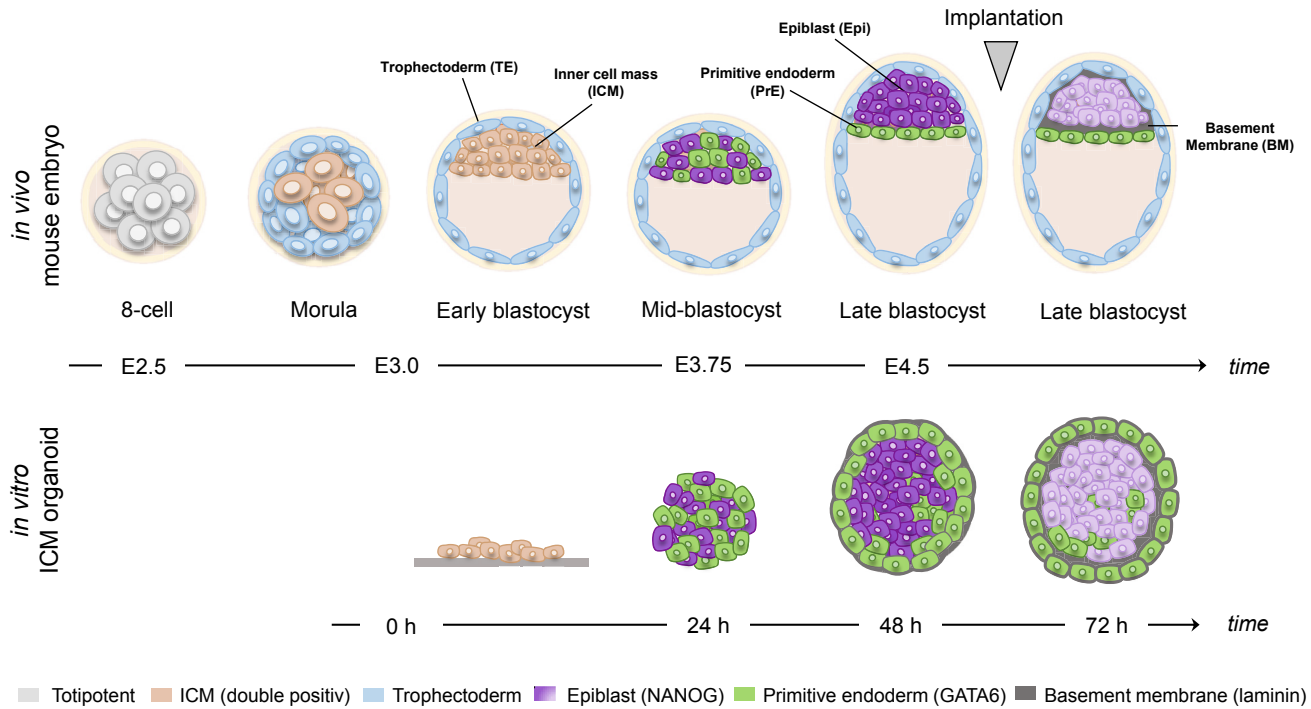 Implantation
Epiblast (Epi)
Trophectoderm (TE)
Inner cell mass
(ICM)
Primitive endoderm
(PrE)
Basement
Membrane (BM)
in vivo
mouse embryo
8-cell
Morula
Early blastocyst
Mid-blastocyst
Late blastocyst
Late blastocyst
E2.5
E3.0
E3.75
E4.5
time
in vitro
ICM organoid
0 h
24 h
48 h
72 h
time
Totipotent
ICM (double positiv)
Trophectoderm
Epiblast (NANOG)
Primitive endoderm (GATA6)
Basement membrane (laminin)